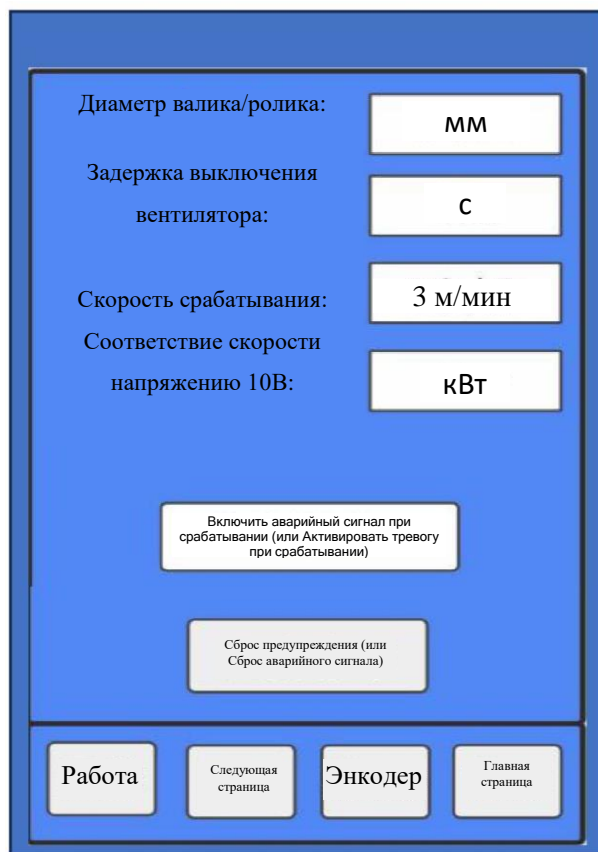 Диаметр валика/ролика:
мм
Задержка выключения
вентилятора:
с
Скорость срабатывания:
3 м/мин
Соответствие скорости
напряжению 10В:
кВт
Включить аварийный сигнал при
срабатывании (или Активировать тревогу
при срабатывании)
Сброс предупреждения (или
Сброс аварийного сигнала)
Работа
Следующая
страница
Энкодер
Главная
страница